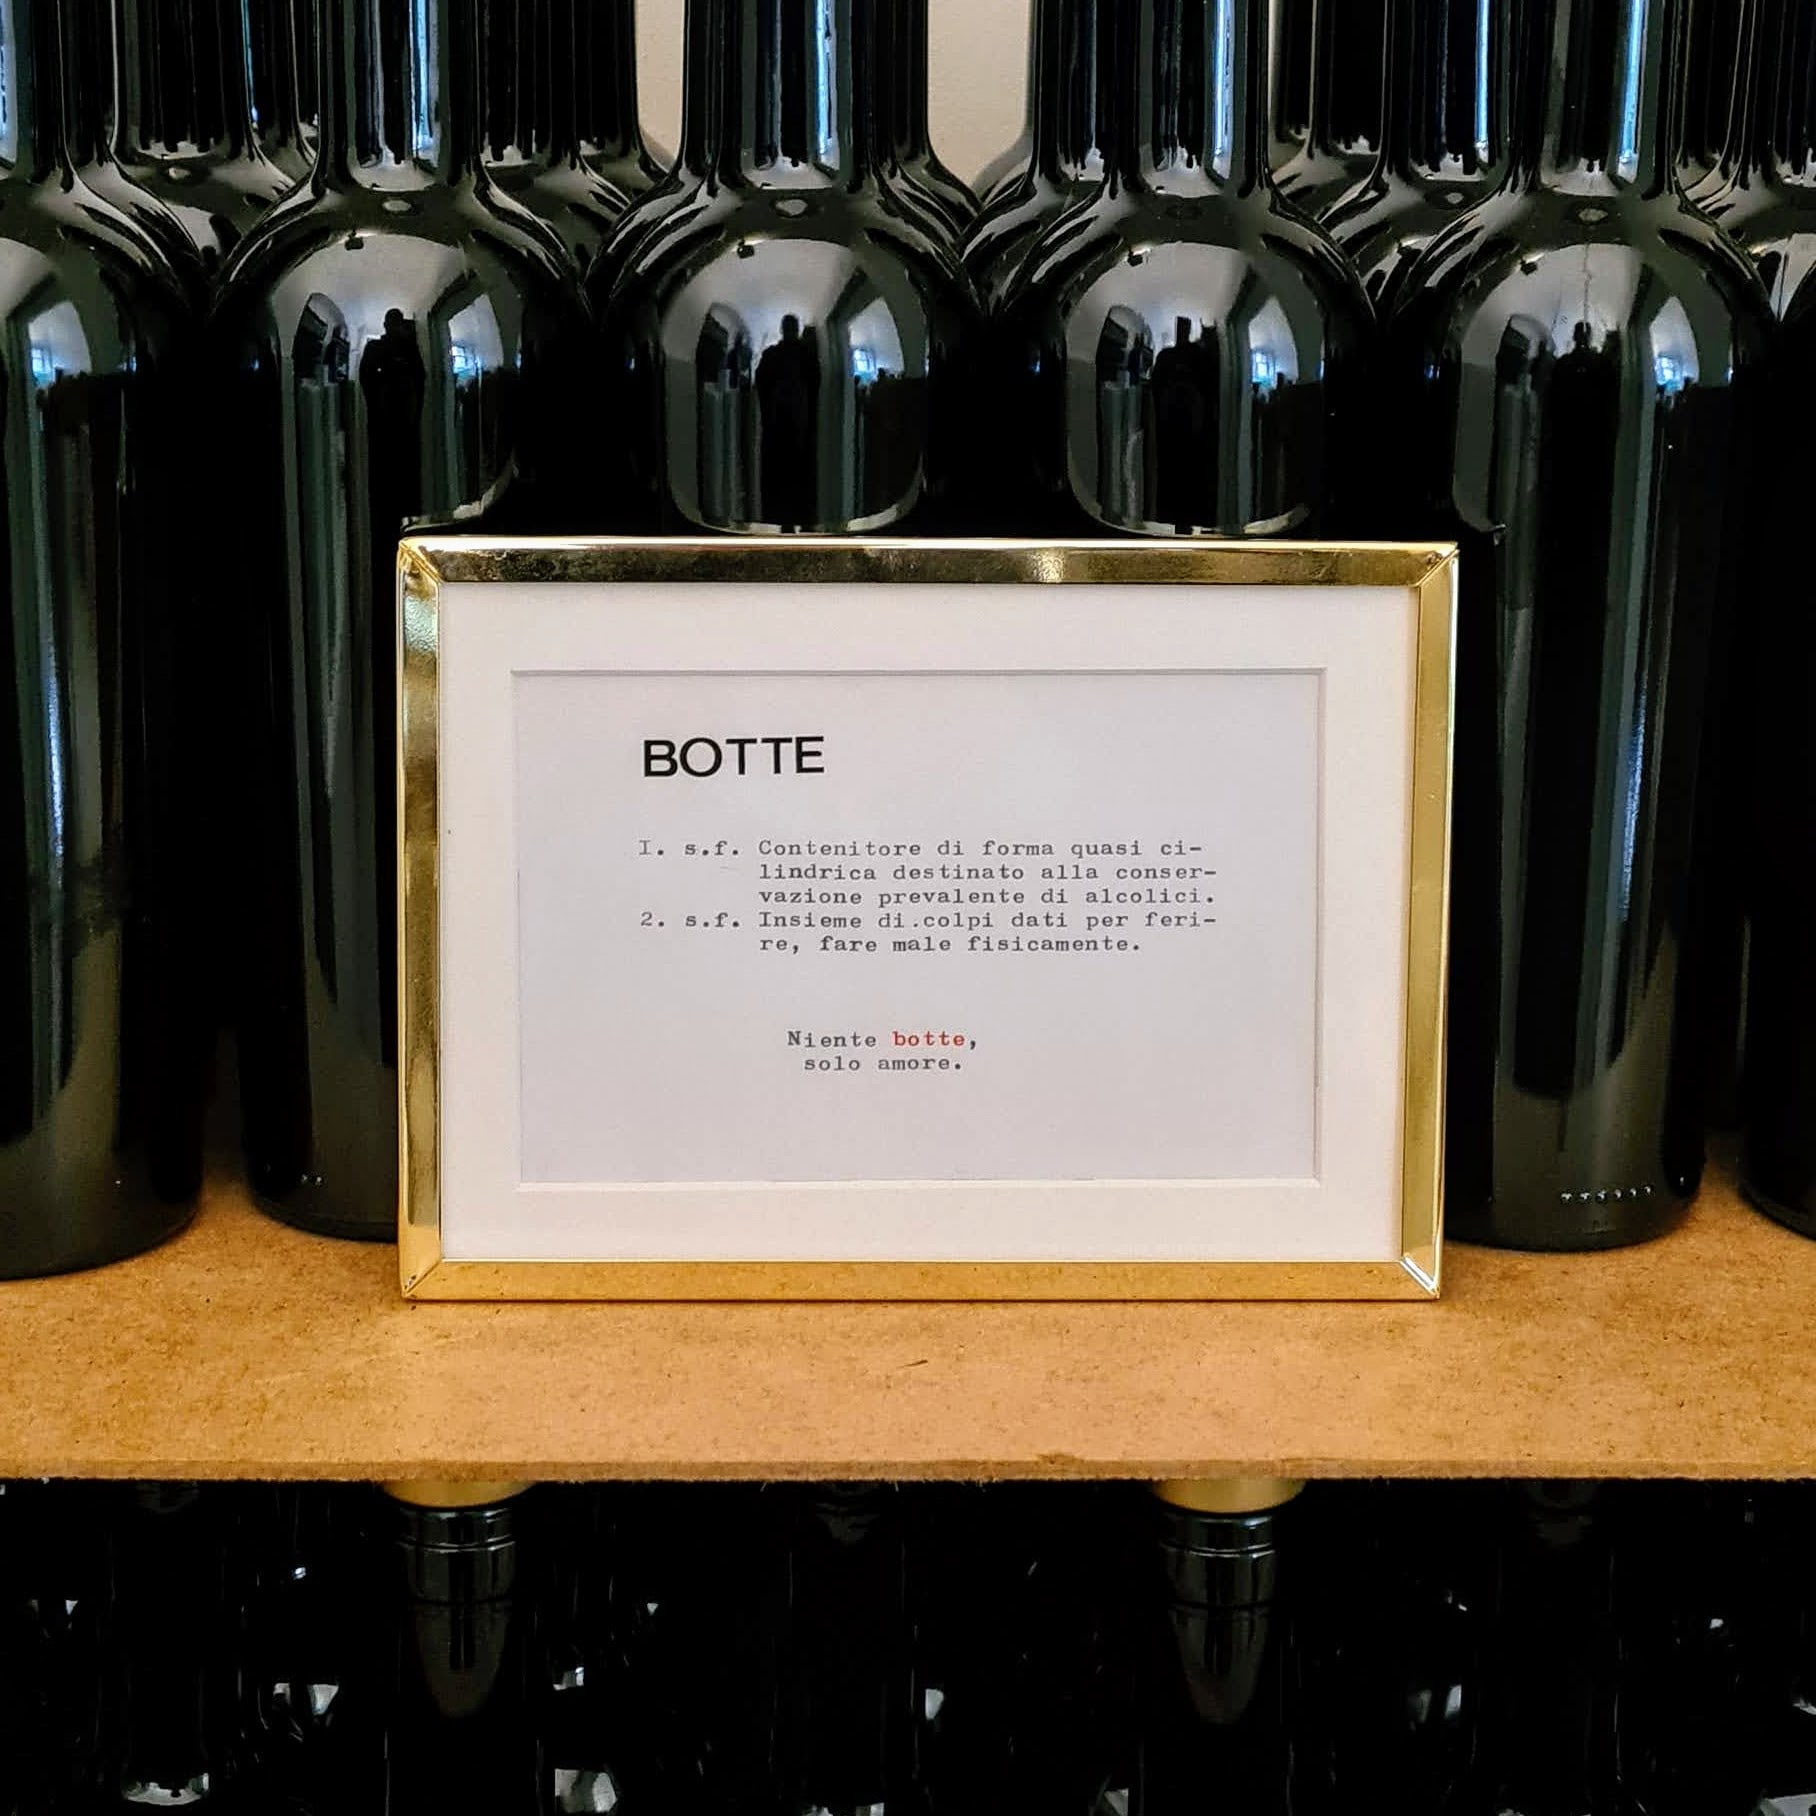 BOTTE
I. s.f. Contenitore di forma quasi ci-
lindrica destinato alla conser-
vazione prevalente di alcolici.
2. s.f. Insieme di.colpi dati per feri-
re, fare male fisicamente.
Niente botte,
solo amore.